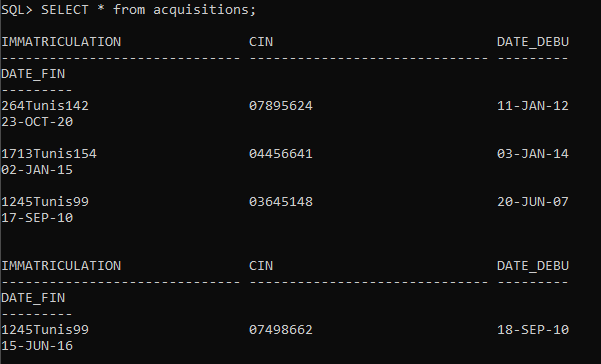 SQL> SELECT * from acquisitions;
IMMATRICULATION CIN DATE_DEBU
------------------------------ ------------------------------ ---------
DATE_FIN
---------
264Tunis142 07895624 11-JAN-12
23-OCT-20
1713Tunis154 04456641 03-JAN-14
02-JAN-15
1245Tunis99 03645148 20-JUN-07
17-SEP-10
IMMATRICULATION CIN DATE_DEBU
------------------------------ ------------------------------ ---------
DATE_FIN
---------
1245Tunis99 07498662 18-SEP-10
15-JUN-16